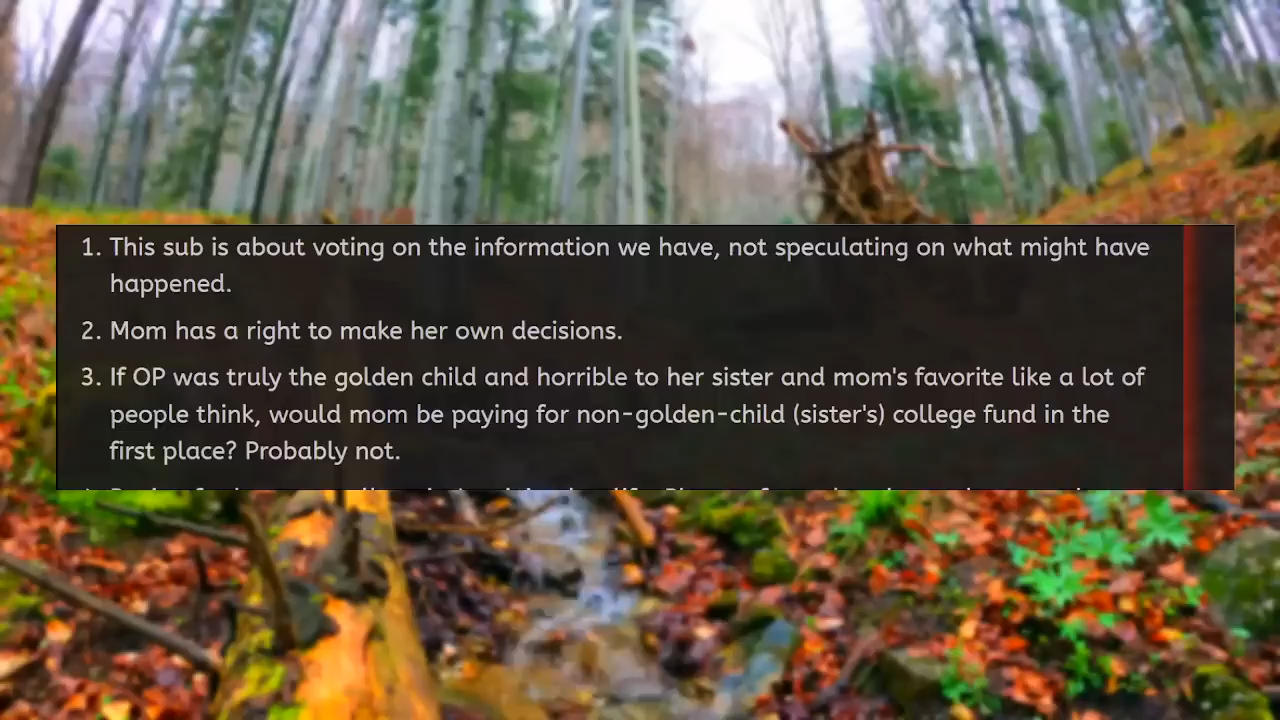 1. This sub is about voting on the information we have, not speculating on what might have
happened.
2. Mom has a right to make her own decisions.
3. If OP was truly the golden child and horrible to her sister and mom's favorite like a lot of
people think, would mom be paying for non-golden-child (sister's) college fund in the
first place? Probably not.